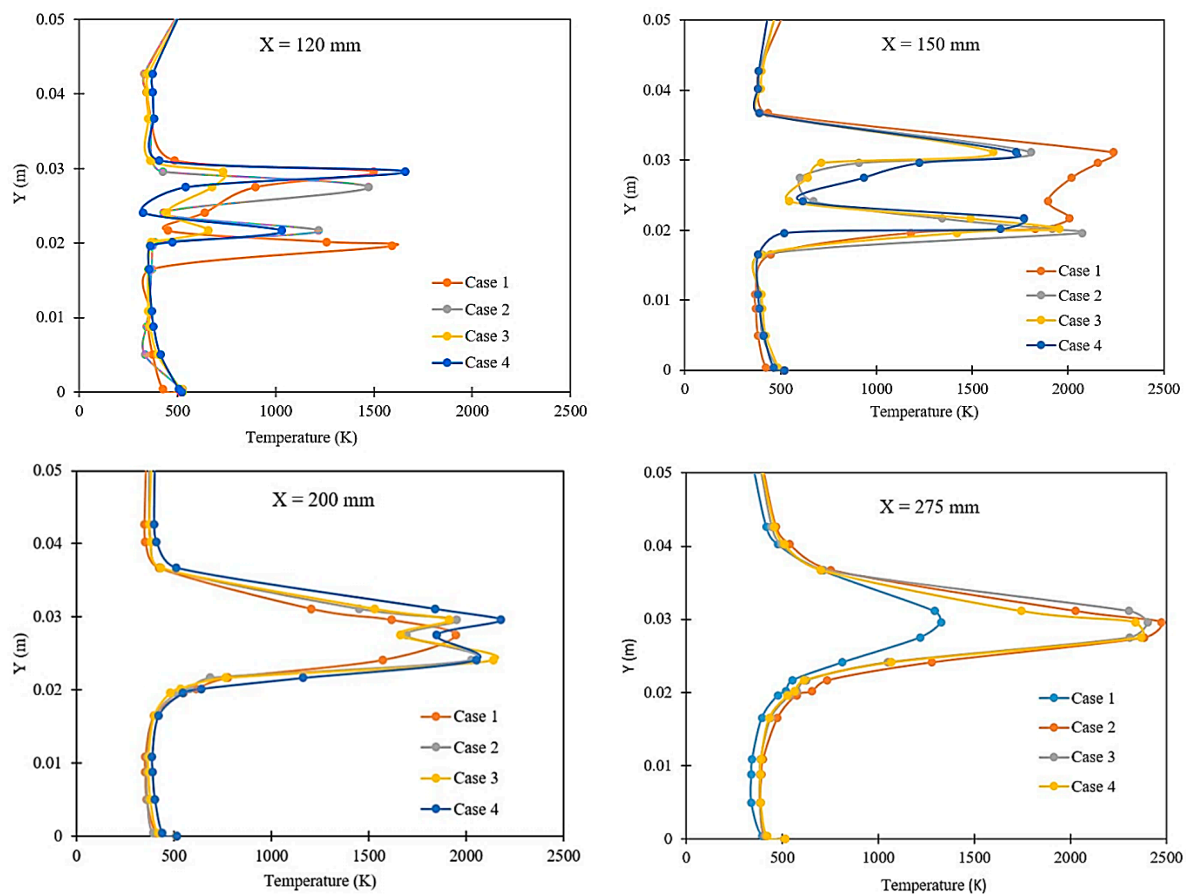 X = 120 mm
0.05
0.04
0.03
0.02
0.01
0
Y (m)
Case 1
Case 2
Case 3
Case 4
0 500 1000 1500 2000 2500
Temperature (K)
X = 150 mm
0.05
0.04
0.03
0.02
0.01
0
Y (m)
Case 1
Case 2
Case 3
Case 4
0 500 1000 1500 2000 2500
Temperature (K)
X = 200 mm
0.05
0.04
0.03
0.02
0.01
0
Y (m)
Case 1
Case 2
Case 3
Case 4
0 500 1000 1500 2000 2500
Temperature (K)
X = 275 mm
0.05
0.04
0.03
0.02
0.01
0
Y (m)
Case 1
Case 2
Case 3
Case 4
0 500 1000 1500 2000 2500
Temperature (K)